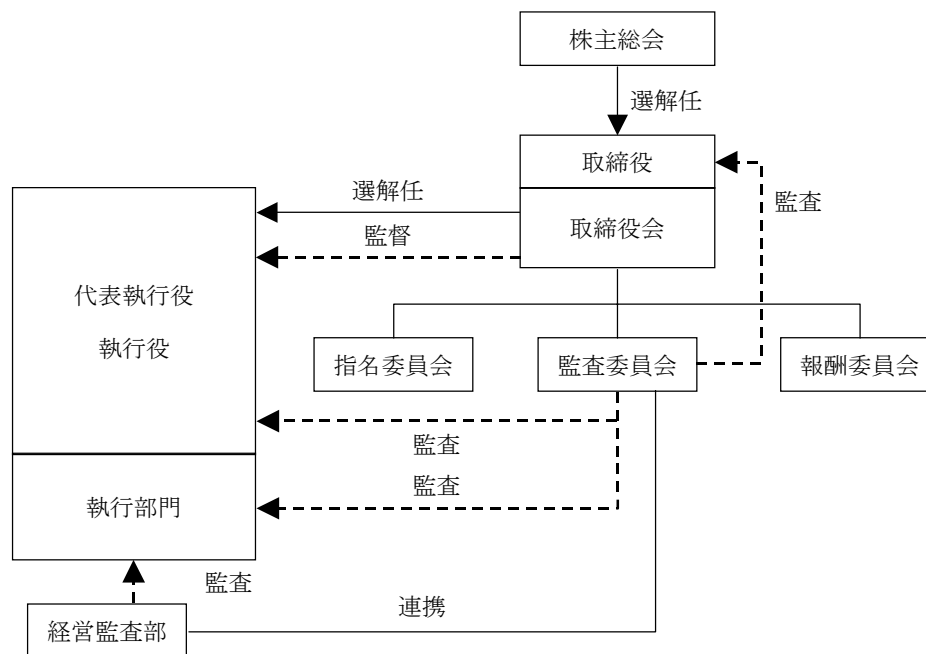 株主総会
選解任
取締役
監査
選解任
取締役会
監督
代表執行役
執行役
指名委員会
監査委員会
報酬委員会
監査
監査
執行部門
監査
連携
経営監査部